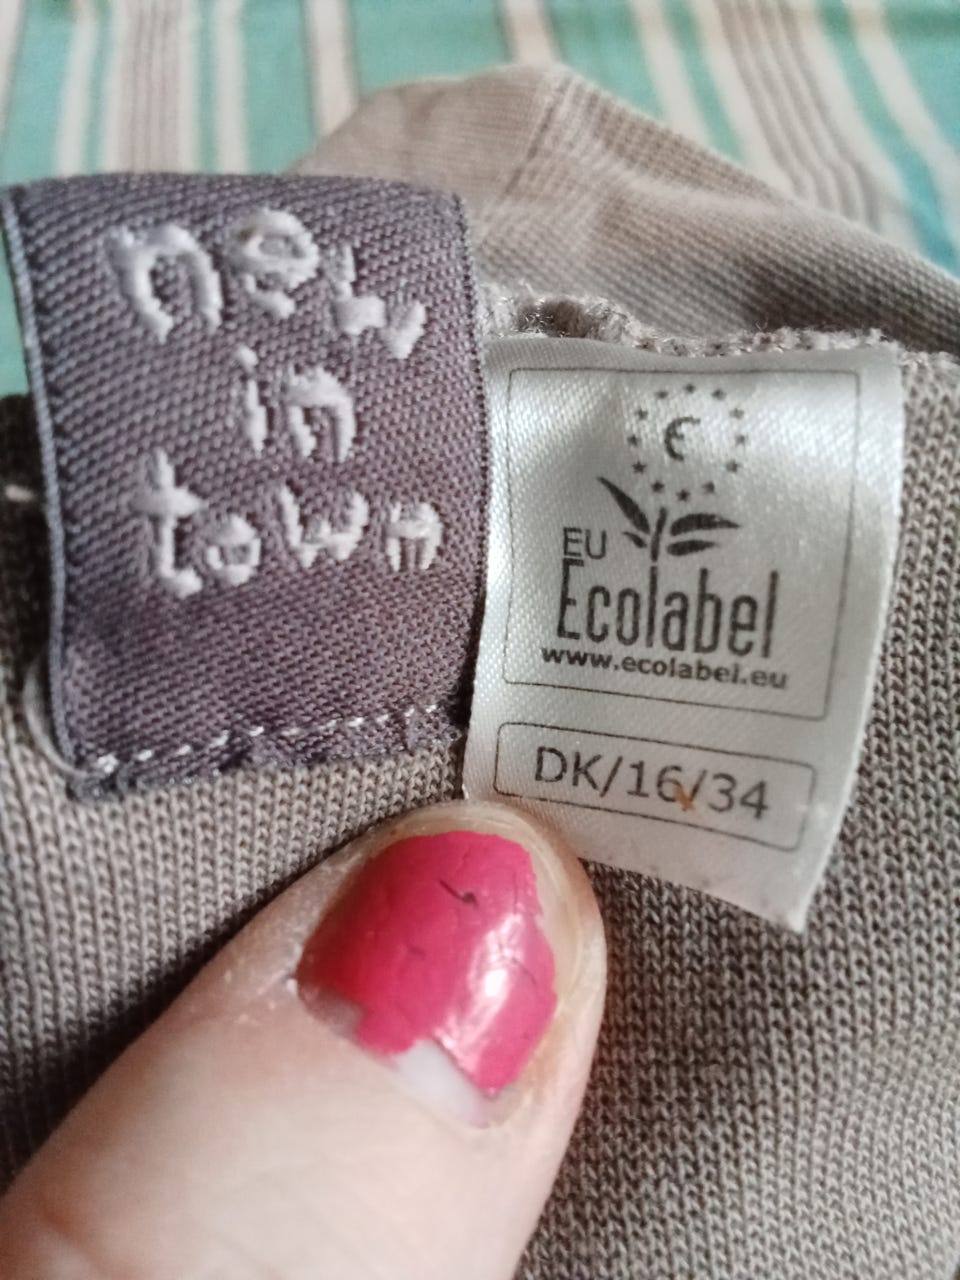 new
in
town
€
EU
Ecolabel
www.ecolabel.eu
DK/16/34